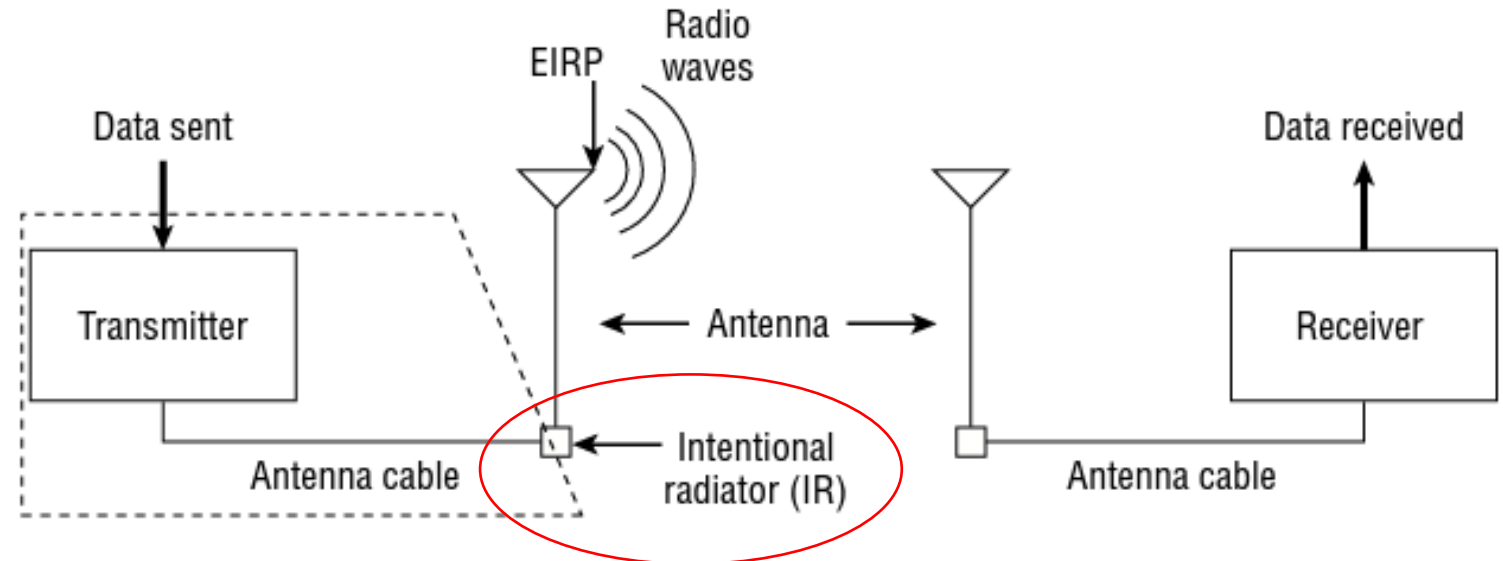 Radio
waves
EIRP
Data sent
Data received
Transmitter
Antenna
Receiver
Intentional
radiator (IR)
Antenna cable
Antenna cable